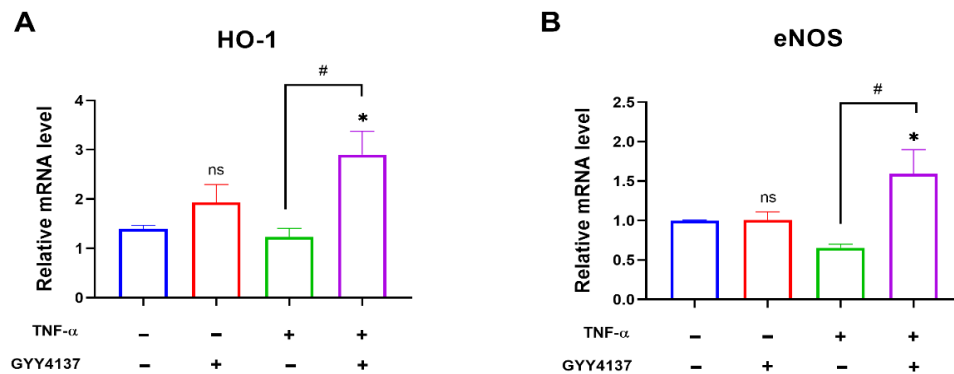 A
HO-1
Relative mRNA level
4
3
2
1
0
ns
#
*
TNF-α − − + +
GYY4137 − + − +
B
eNOS
Relative mRNA level
2.5
2.0
1.5
1.0
0.5
0.0
ns
#
*
TNF-α − − + +
GYY4137 − + − +